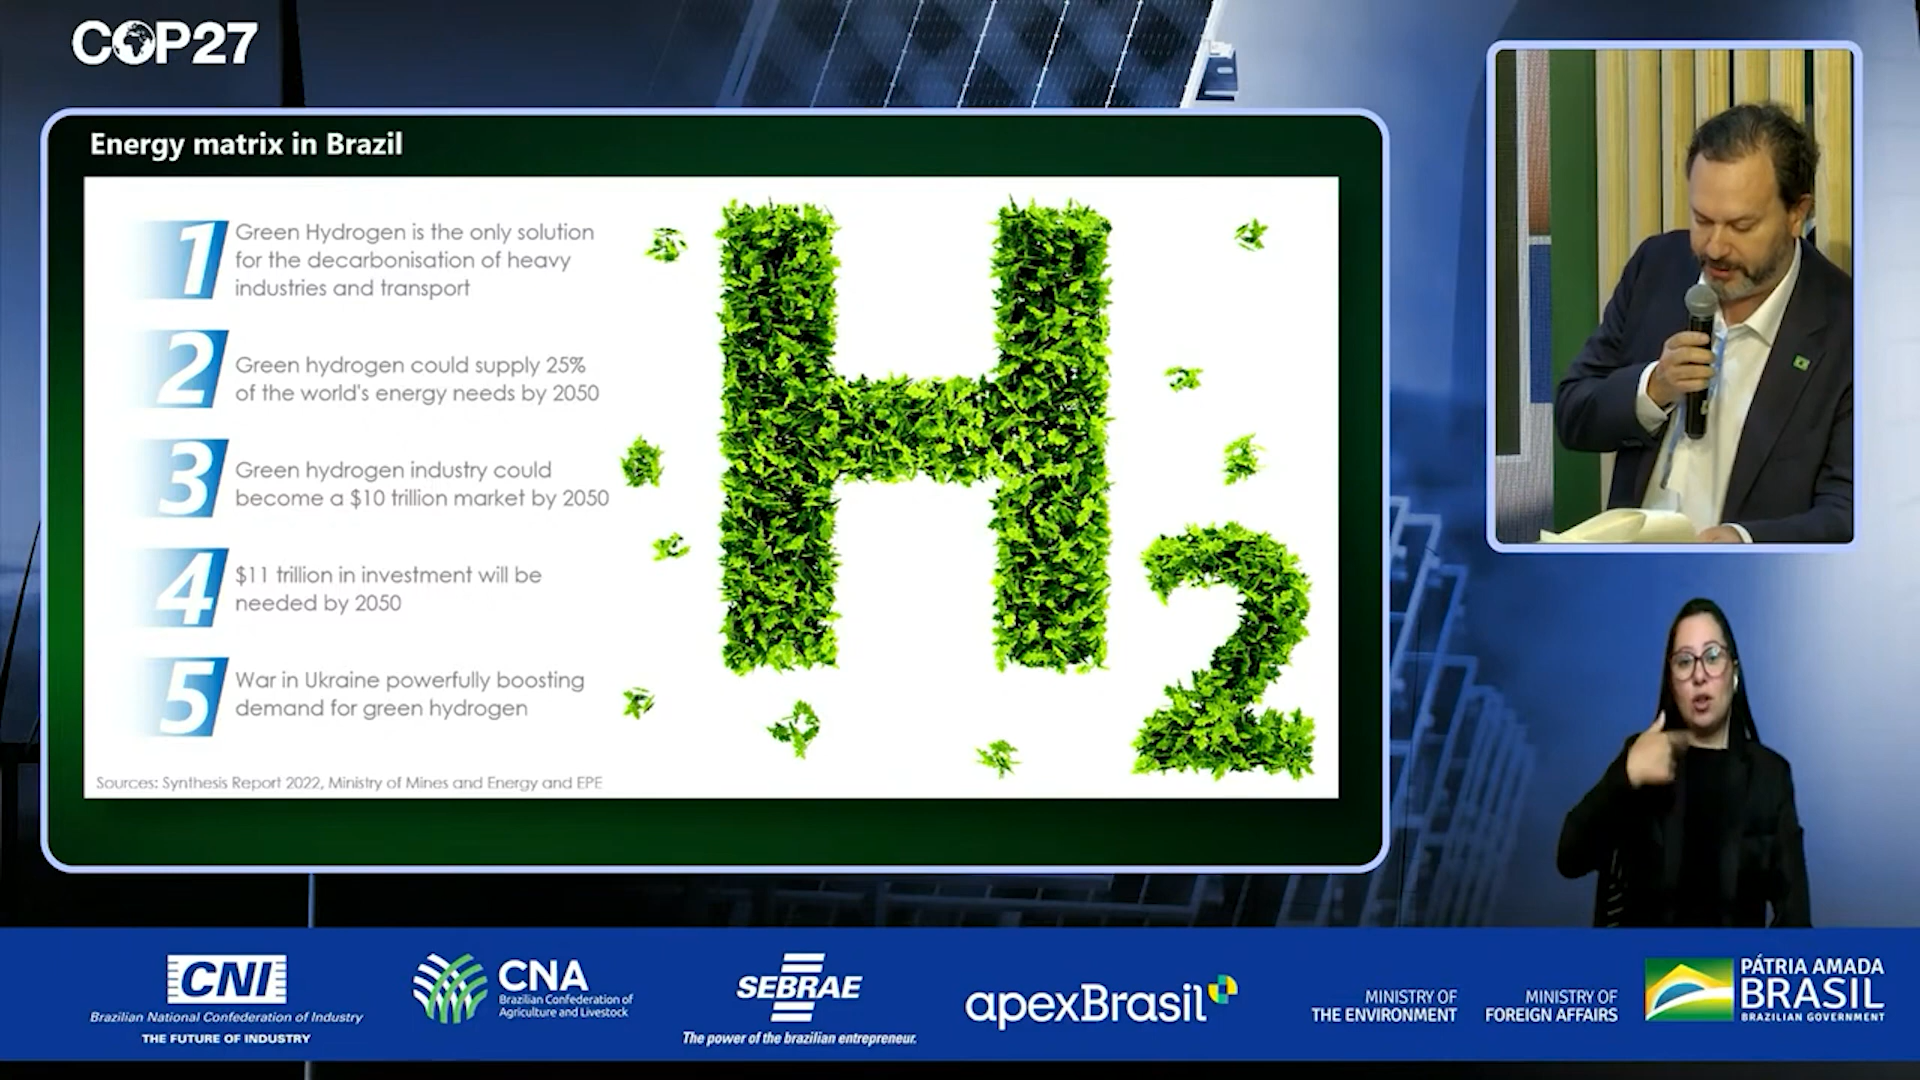 COP27
Energy matrix in Brazil
1
Green Hydrogen is the only solution
for the decarbonisation of heavy
industries and transport
2
Green hydrogen could supply 25%
of the world's energy needs by 2050
3
Green hydrogen industry could
become a $10 trillion market by 2050
4
$11 trillion in investment will be
needed by 2050
5
War in Ukraine powerfully boosting
demand for green hydrogen
Sources: Synthesis Report 2022, Ministry of Mines and Energy and EPE
H2
CNI
Brazilian National Confederation of Industry
THE FUTURE OF INDUSTRY
CNA
Brazilian Confederation of
Agriculture and Livestock
SEBRAE
The power of the brazilian entrepreneur.
apexBrasil
MINISTRY OF
THE ENVIRONMENT
MINISTRY OF
FOREIGN AFFAIRS
PÁTRIA AMADA
BRASIL
BRAZILIAN GOVERNMENT